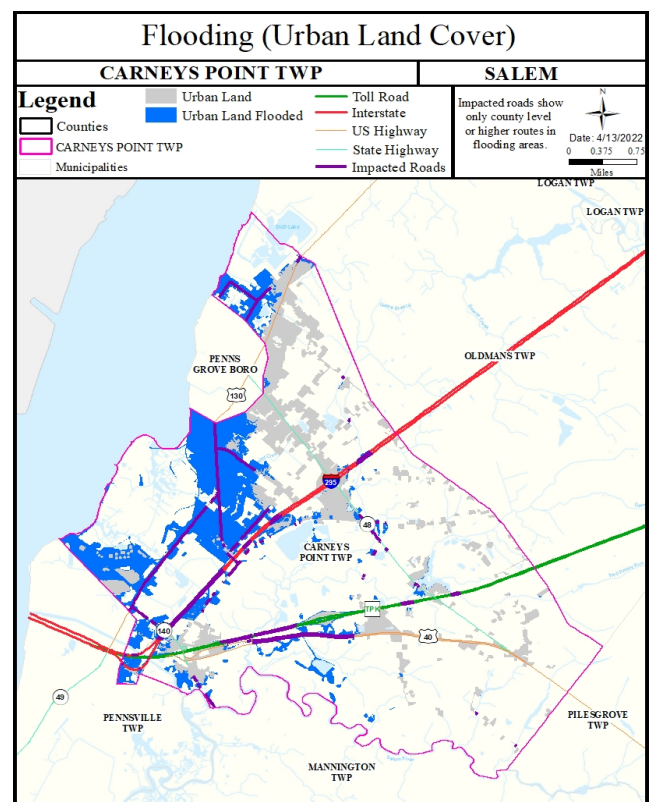 Flooding (Urban Land Cover)
CARNEYS POINT TWP
SALEM
Legend
Counties
CARNEYS POINT TWP
Municipalities
Urban Land
Urban Land Flooded
Toll Road
Interstate
US Highway
State Highway
Impacted Roads
Impacted roads show
only county level
or higher routes in
flooding areas.
N
Date: 4/13/2022
0 0.375 0.75
Miles
LOGAN TWP
LOGAN TWP
OLDMANS TWP
PENNS
GROVE BORO
130
295
48
CARNEYS
POINT TWP
TPK
140
40
49
PENNSVILLE
TWP
PILESGROVE
TWP
MANNINGTON
TWP